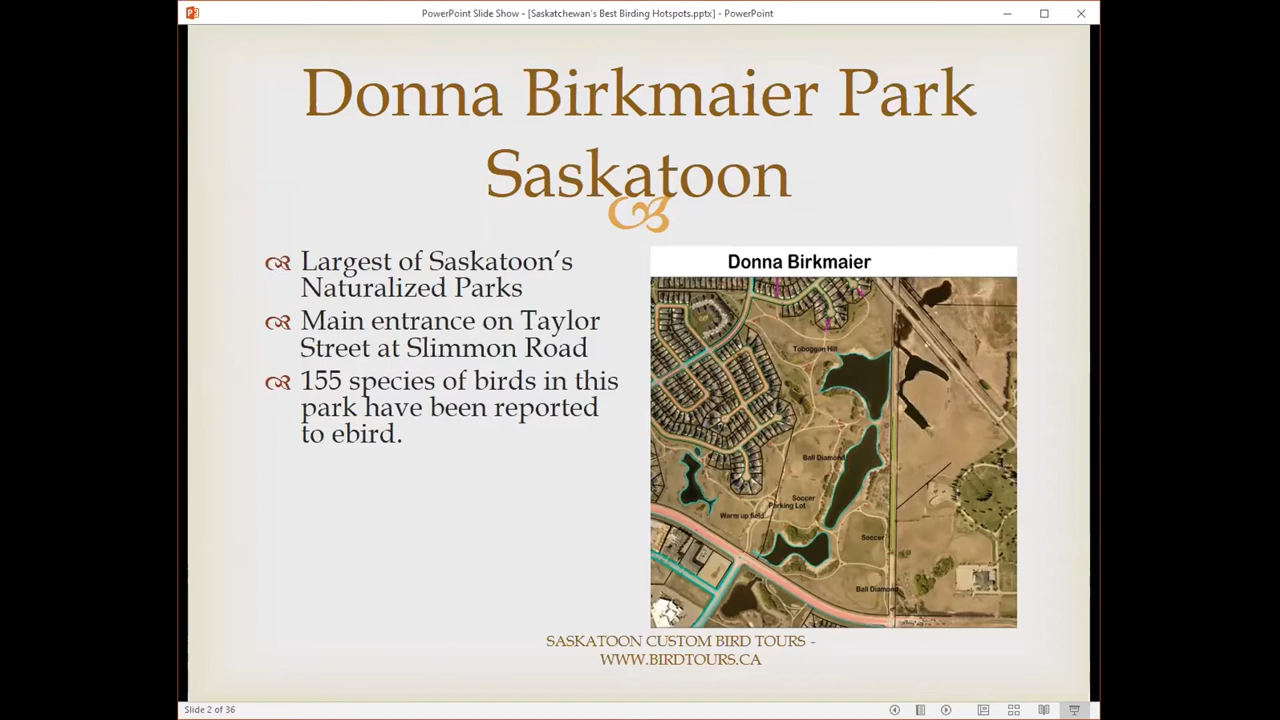 PowerPoint Slide Show - [Saskatchewan's Best Birding Hotspots.pptx] - PowerPoint
Donna Birkmaier Park
Saskatoon
Largest of Saskatoon's
Naturalized Parks
Main entrance on Taylor
Street at Slimmon Road
155 species of birds in this
park have been reported
to ebird.
Donna Birkmaier
Toboggan Hill
Ball Diamond
Soccer
Parking Lot
Warm up field
Soccer
Ball Diamond
SASKATOON CUSTOM BIRD TOURS -
WWW.BIRDTOURS.CA
Slide 2 of 36